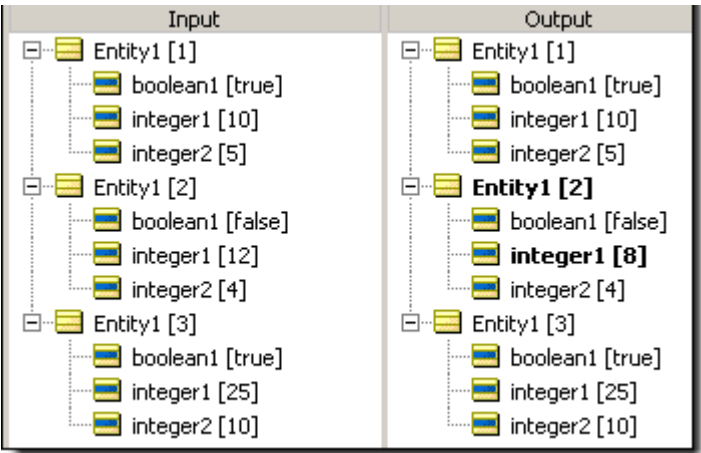 Input
Entity1 [1]
boolean1 [true]
integer1 [10]
integer2 [5]
Entity1 [2]
boolean1 [false]
integer1 [12]
integer2 [4]
Entity1 [3]
boolean1 [true]
integer1 [25]
integer2 [10]
Output
Entity1 [1]
boolean1 [true]
integer1 [10]
integer2 [5]
Entity1 [2]
boolean1 [false]
integer1 [8]
integer2 [4]
Entity1 [3]
boolean1 [true]
integer1 [25]
integer2 [10]